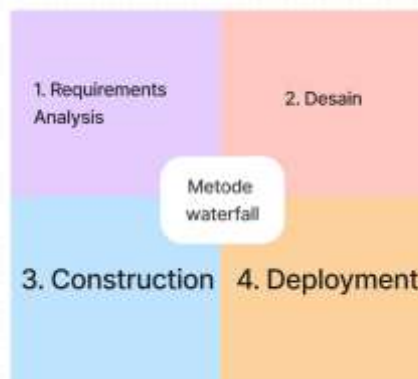 1. Requirements
Analysis
2. Desain
Metode
waterfall
3. Construction
4. Deployment